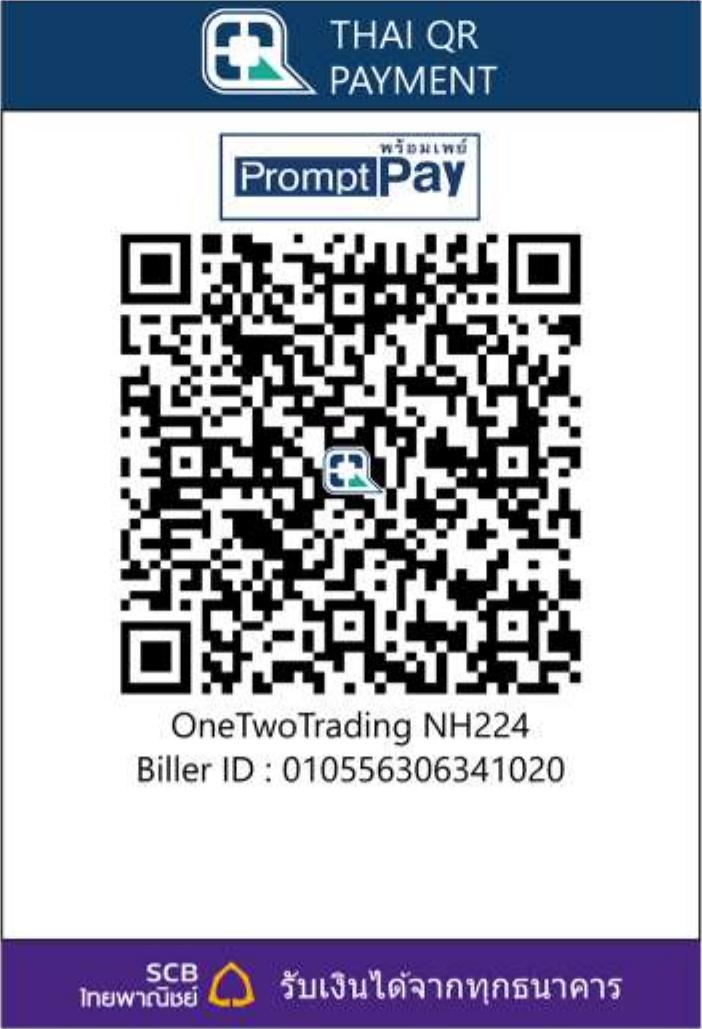 THAI QR
PAYMENT
พร้อมเพย์
PromptPay
OneTwoTrading NH224
Biller ID : 010556306341020
SCB
ไทยพาณิชย์
รับเงินได้จากทุกธนาคาร